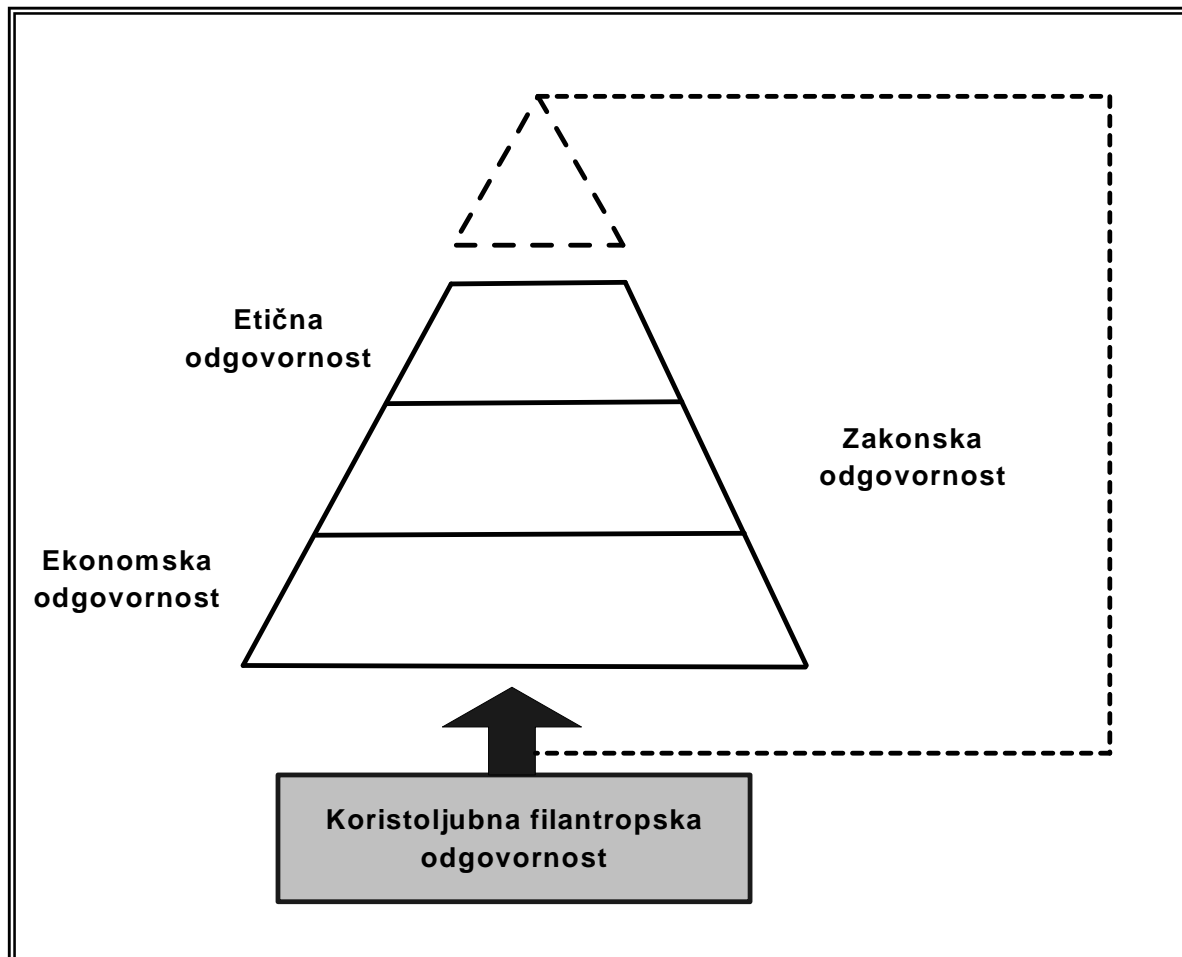 Etična
odgovornost
Zakonska
odgovornost
Ekonomska
odgovornost
Koristoljubna filantropska
odgovornost